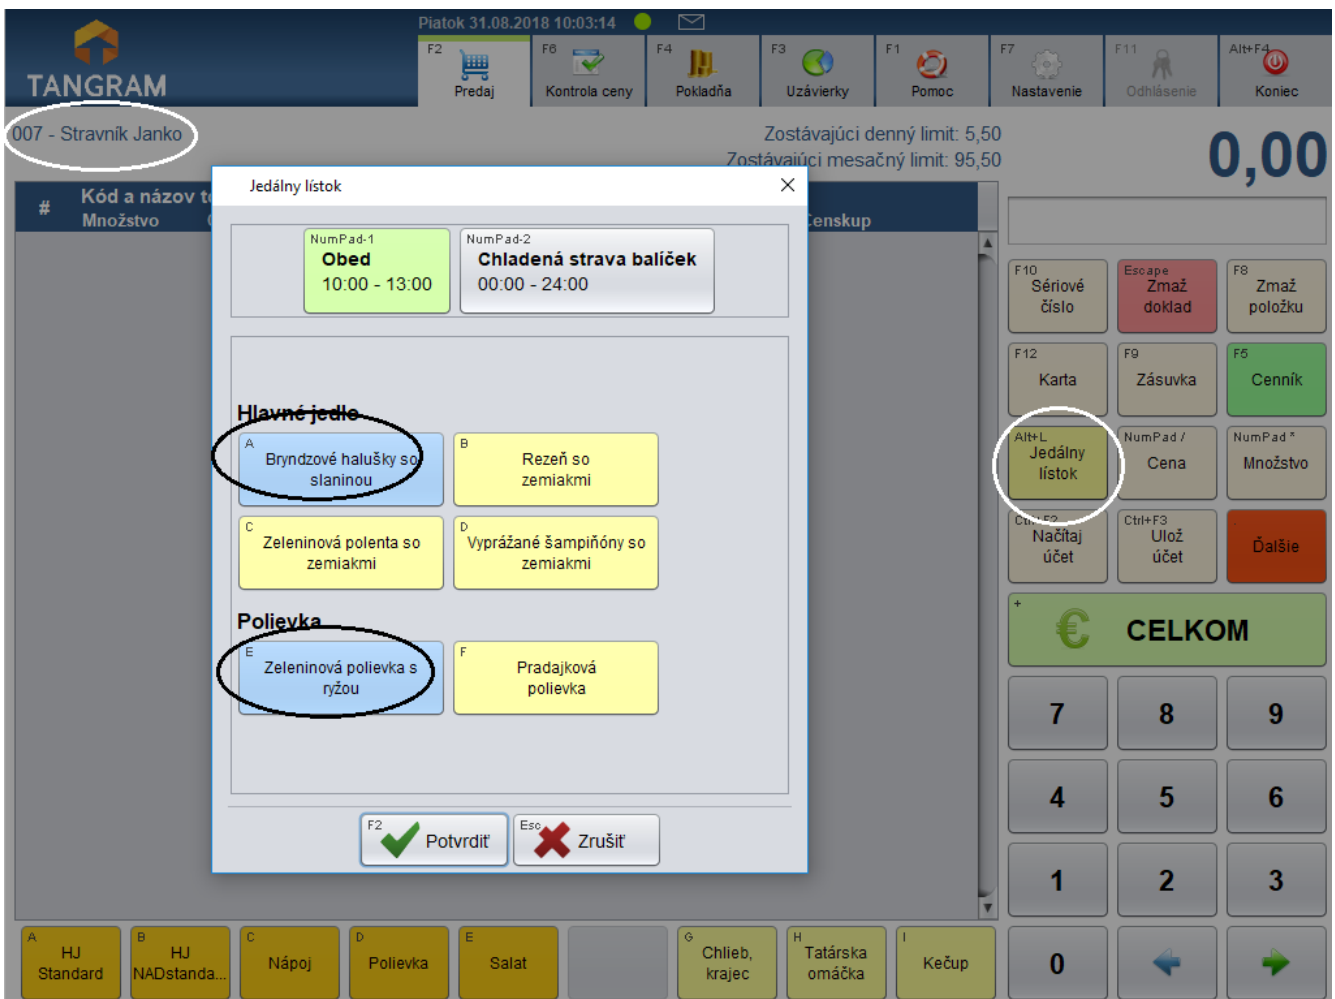 Piatok 31.08.2018 10:03:14
TANGRAM
F2
Predaj
F6
Kontrola ceny
F4
Pokladňa
F3
Uzávierky
F1
Pomoc
F7
Nastavenie
F11
Odhlásenie
Alt+F4
Koniec
007 - Stravník Janko
Zostávajúci denný limit: 5,50
Zostávajúci mesačný limit: 95,50
0,00
#
Kód a názov
Množstvo
Censkup
Jedálny lístok
NumPad-1
Obed
10:00 - 13:00
NumPad-2
Chladená strava balíček
00:00 - 24:00
Hlavné jedlo
A
Bryndzové halušky so
slaninou
B
Rezeň so
zemiakmi
C
Zeleninová polenta so
zemiakmi
D
Vyprážané šampiňóny so
zemiakmi
Polievka
E
Zeleninová polievka s
ryžou
F
Pradajková
polievka
F2
Potvrdiť
Esc
Zrušiť
F10
Sériové
číslo
Escape
Zmaž
doklad
F8
Zmaž
položku
F12
Karta
F9
Zásuvka
F5
Cenník
Alt+L
Jedálny
lístok
NumPad /
Cena
NumPad *
Množstvo
Ctrl+F2
Načítaj
účet
Ctrl+F3
Ulož
účet
.
Ďalšie
+
€ CELKOM
7 8 9
4 5 6
1 2 3
0
A
HJ
Standard
B
HJ
NADstanda...
C
Nápoj
D
Polievka
E
Salat
G
Chlieb,
krajec
H
Tatárska
omáčka
I
Kečup